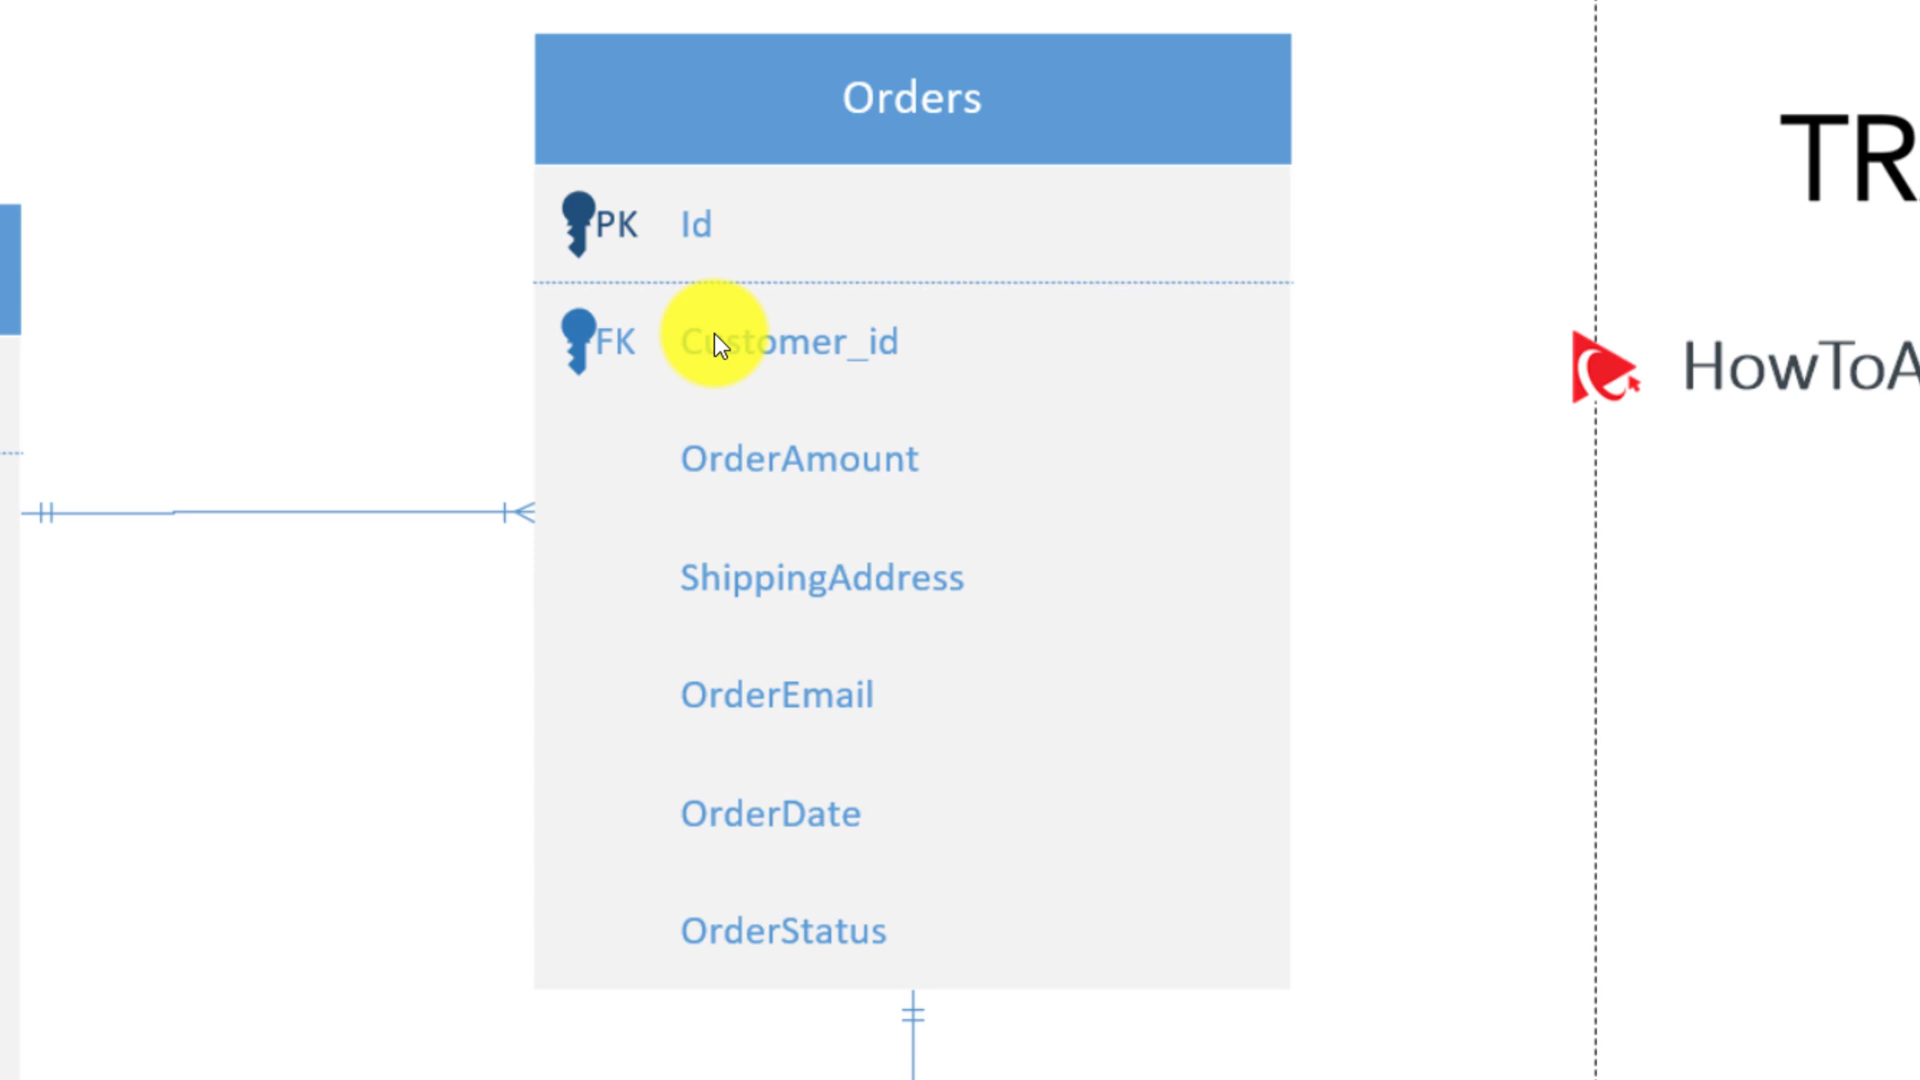 Orders
PK Id
FK Customer_id
OrderAmount
ShippingAddress
OrderEmail
OrderDate
OrderStatus
TR
HowToA